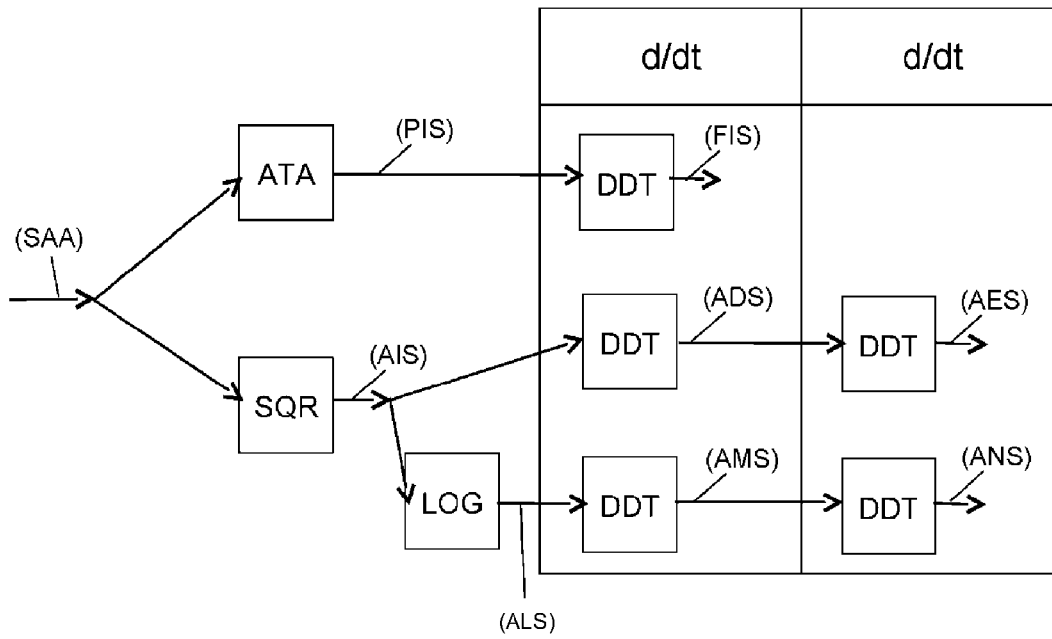 d/dt d/dt
(PIS) (FIS)
ATA DDT
(SAA)
(ADS) (AES)
(AIS) DDT DDT
SQR
(AMS) (ANS)
LOG DDT DDT
(ALS)